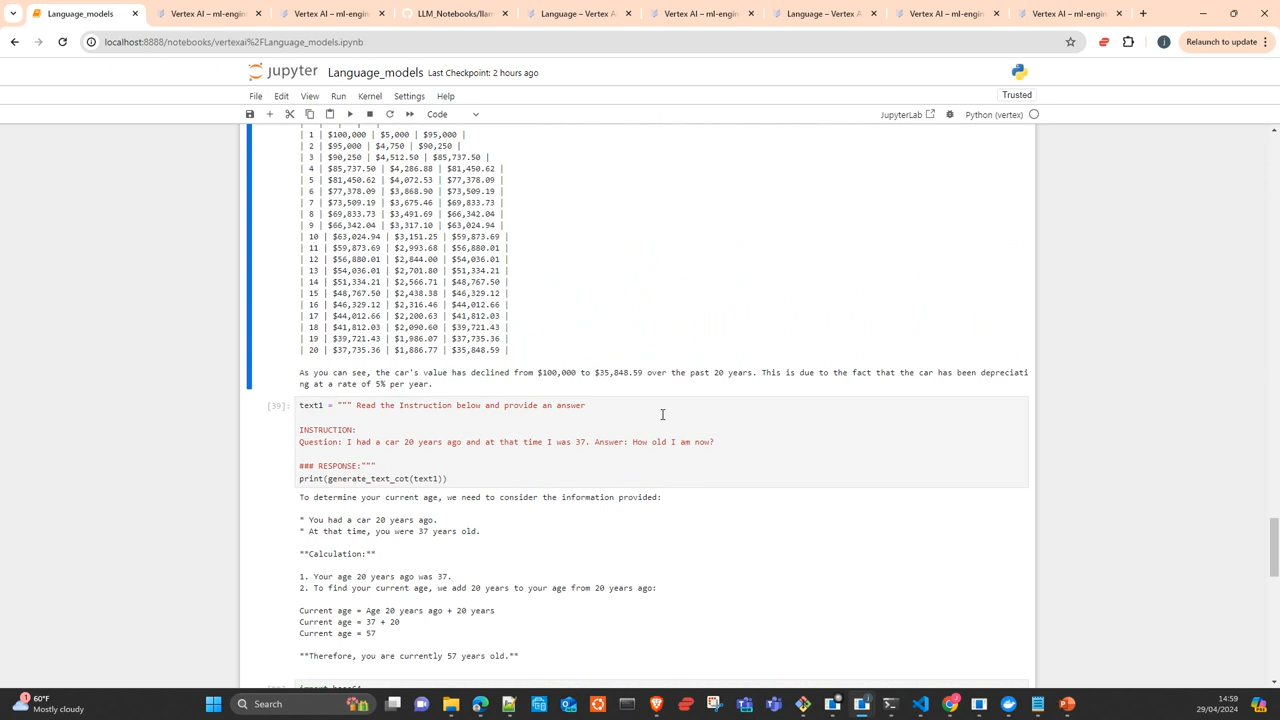 Language_models
Vertex AI – ml-engin
Vertex AI – ml-engin
LLM_Notebooks/llam
Language – Vertex A
Vertex AI – ml-engin
Language – Vertex A
Vertex AI – ml-engin
Vertex AI – ml-engin
localhost:8888/notebooks/vertexai%2FLanguage_models.ipynb
Relaunch to update
jupyter Language_models Last Checkpoint: 2 hours ago
File Edit View Run Kernel Settings Help
Trusted
Code
JupyterLab
Python (vertex)
| 1 | $100,000 | $5,000 | $95,000 |
| 2 | $95,000 | $4,750 | $90,250 |
| 3 | $90,250 | $4,512.50 | $85,737.50 |
| 4 | $85,737.50 | $4,286.88 | $81,450.62 |
| 5 | $81,450.62 | $4,072.53 | $77,378.09 |
| 6 | $77,378.09 | $3,868.90 | $73,509.19 |
| 7 | $73,509.19 | $3,675.46 | $69,833.73 |
| 8 | $69,833.73 | $3,491.69 | $66,342.04 |
| 9 | $66,342.04 | $3,317.10 | $63,024.94 |
| 10 | $63,024.94 | $3,151.25 | $59,873.69 |
| 11 | $59,873.69 | $2,993.68 | $56,880.01 |
| 12 | $56,880.01 | $2,844.00 | $54,036.01 |
| 13 | $54,036.01 | $2,701.80 | $51,334.21 |
| 14 | $51,334.21 | $2,566.71 | $48,767.50 |
| 15 | $48,767.50 | $2,438.38 | $46,329.12 |
| 16 | $46,329.12 | $2,316.46 | $44,012.66 |
| 17 | $44,012.66 | $2,200.63 | $41,812.03 |
| 18 | $41,812.03 | $2,090.60 | $39,721.43 |
| 19 | $39,721.43 | $1,986.07 | $37,735.36 |
| 20 | $37,735.36 | $1,886.77 | $35,848.59 |
As you can see, the car's value has declined from $100,000 to $35,848.59 over the past 20 years. This is due to the fact that the car has been depreciati
ng at a rate of 5% per year.
[39]: text1 = """ Read the Instruction below and provide an answer
INSTRUCTION:
Question: I had a car 20 years ago and at that time I was 37. Answer: How old I am now?
### RESPONSE:"""
print(generate_text_cot(text1))
To determine your current age, we need to consider the information provided:
* You had a car 20 years ago.
* At that time, you were 37 years old.
**Calculation:**
1. Your age 20 years ago was 37.
2. To find your current age, we add 20 years to your age from 20 years ago:
Current age = Age 20 years ago + 20 years
Current age = 37 + 20
Current age = 57
**Therefore, you are currently 57 years old.**
60°F
Mostly cloudy
Search
14:59
29/04/2024